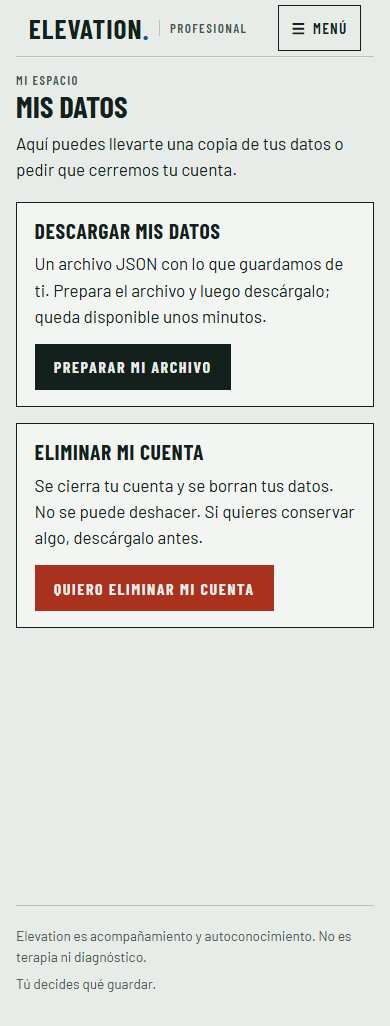 ELEVATION. PROFESIONAL ☰ MENÚ
MI ESPACIO
MIS DATOS
Aquí puedes llevarte una copia de tus datos o
pedir que cerremos tu cuenta.
DESCARGAR MIS DATOS
Un archivo JSON con lo que guardamos de
ti. Prepara el archivo y luego descárgalo;
queda disponible unos minutos.
PREPARAR MI ARCHIVO
ELIMINAR MI CUENTA
Se cierra tu cuenta y se borran tus datos.
No se puede deshacer. Si quieres conservar
algo, descárgalo antes.
QUIERO ELIMINAR MI CUENTA
Elevation es acompañamiento y autoconocimiento. No es
terapia ni diagnóstico.
Tú decides qué guardar.